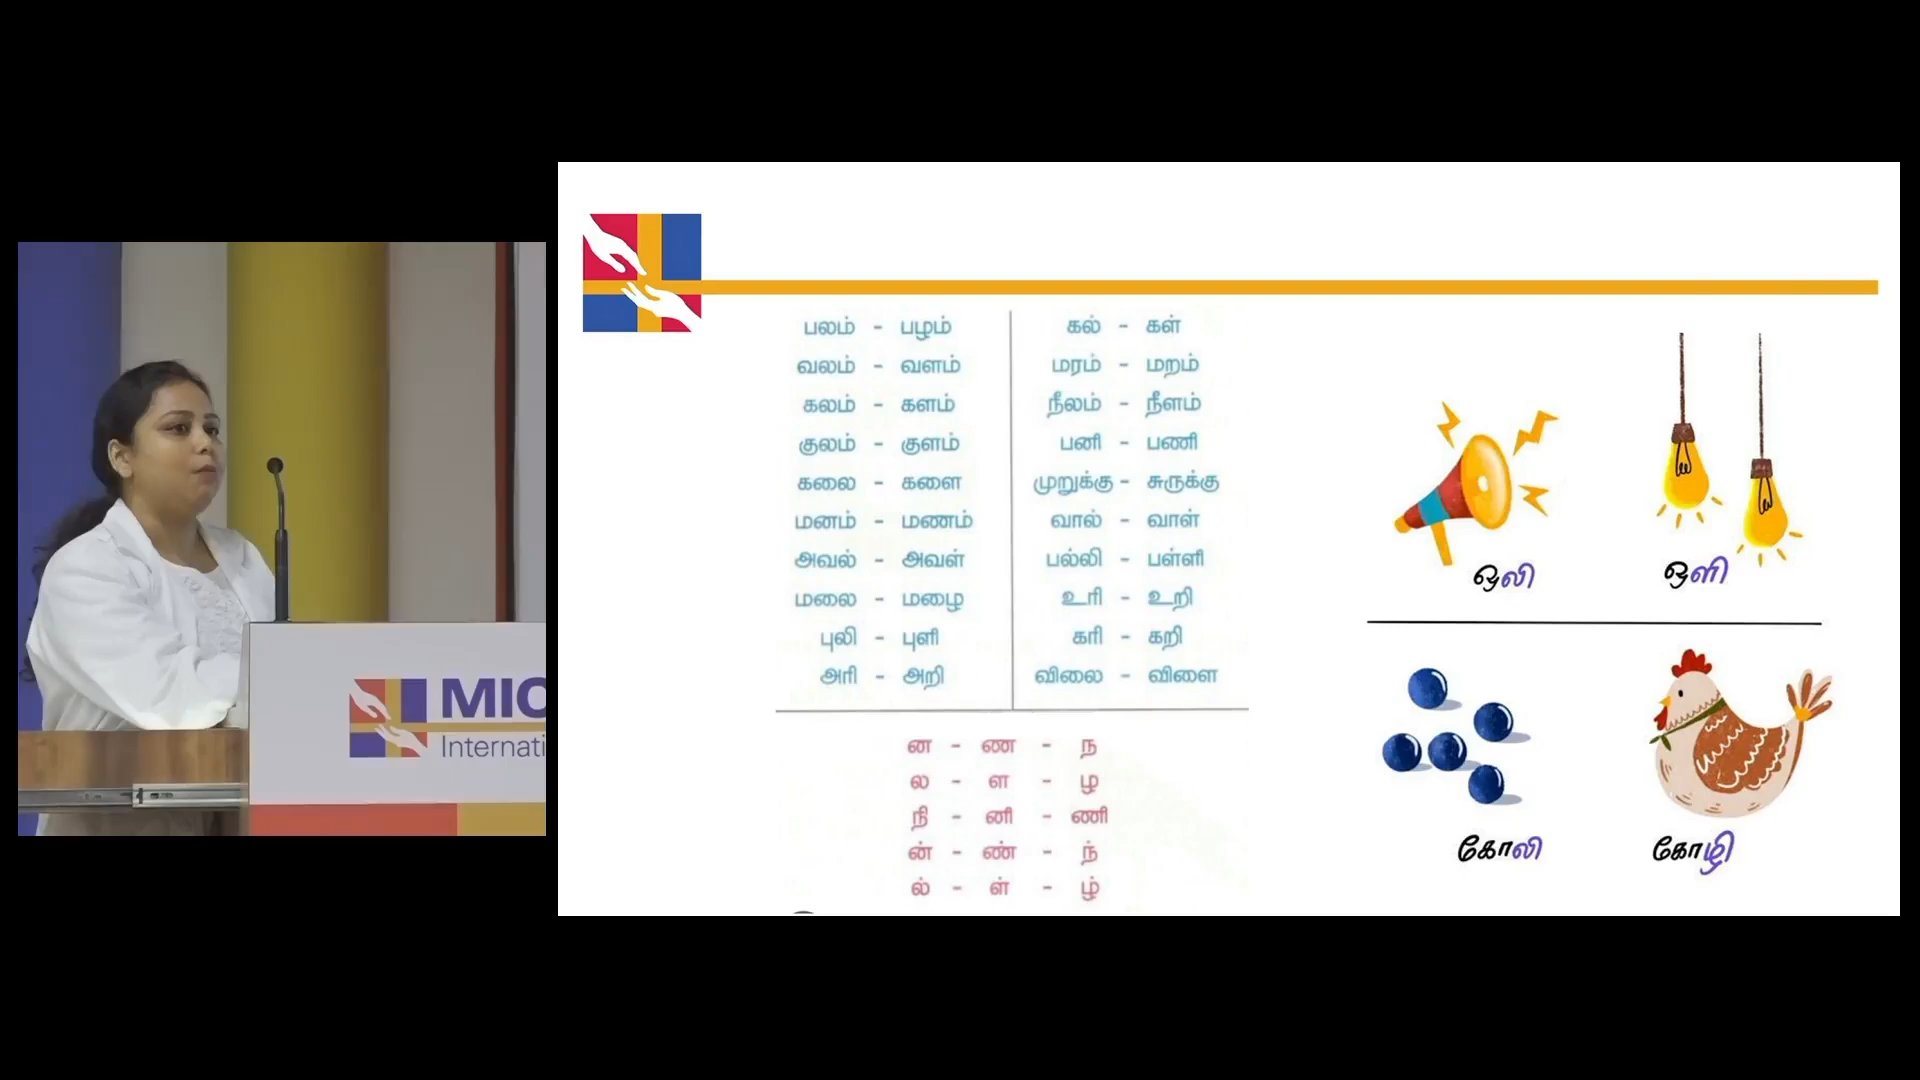 பலம் - பழம்
வலம் - வளம்
கலம் - களம்
குலம் - குளம்
கலை - களை
மனம் - மணம்
அவல் - அவள்
மலை - மழை
புலி - புளி
அரி - அறி
கல் - கள்
மரம் - மறம்
நீலம் - நீளம்
பனி - பணி
முறுக்கு - சுருக்கு
வால் - வாள்
பல்லி - பள்ளி
உரி - உறி
கரி - கறி
விலை - விளை
ன - ண - ந
ல - ள - ழ
நி - னி - ணி
ன் - ண் - ந்
ல் - ள் - ழ்
ஒலி
ஒளி
கோலி
கோழி
Internati